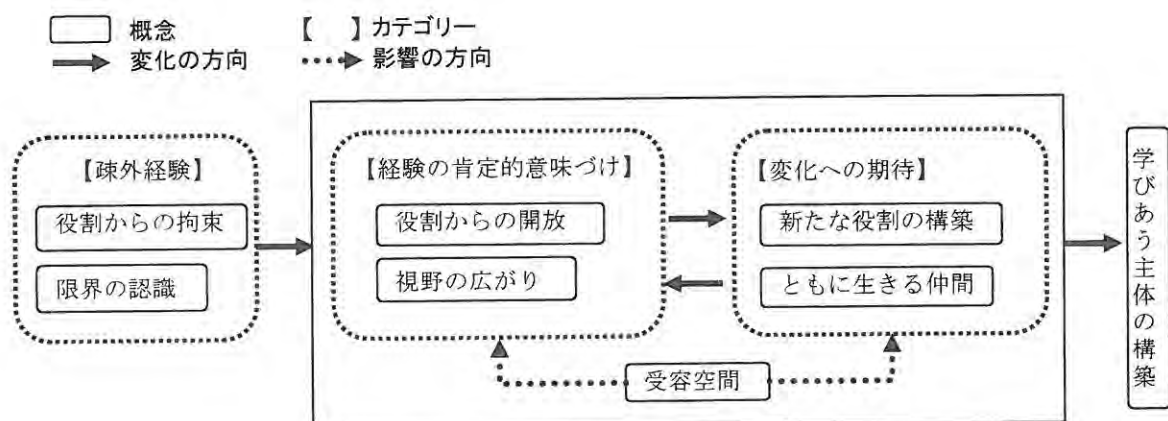 概念
【 】カテゴリー
変化の方向
影響の方向
【疎外経験】
役割からの拘束
限界の認識
【経験の肯定的意味づけ】
役割からの開放
視野の広がり
【変化への期待】
新たな役割の構築
ともに生きる仲間
受容空間
学びあう主体の構築